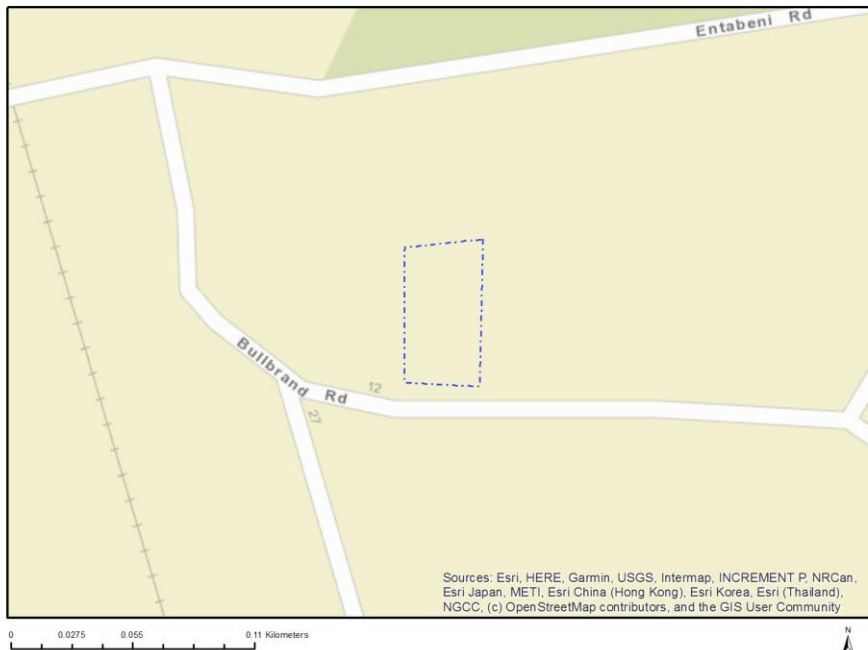 Entabeni Rd
Bullbrand Rd
12
27
Sources: Esri, HERE, Garmin, USGS, Intermap, INCREMENT P, NRCan,
Esri Japan, METI, Esri China (Hong Kong), Esri Korea, Esri (Thailand),
NGCC, (c) OpenStreetMap contributors, and the GIS User Community
0 0.0275 0.055 0.11 Kilometers
N